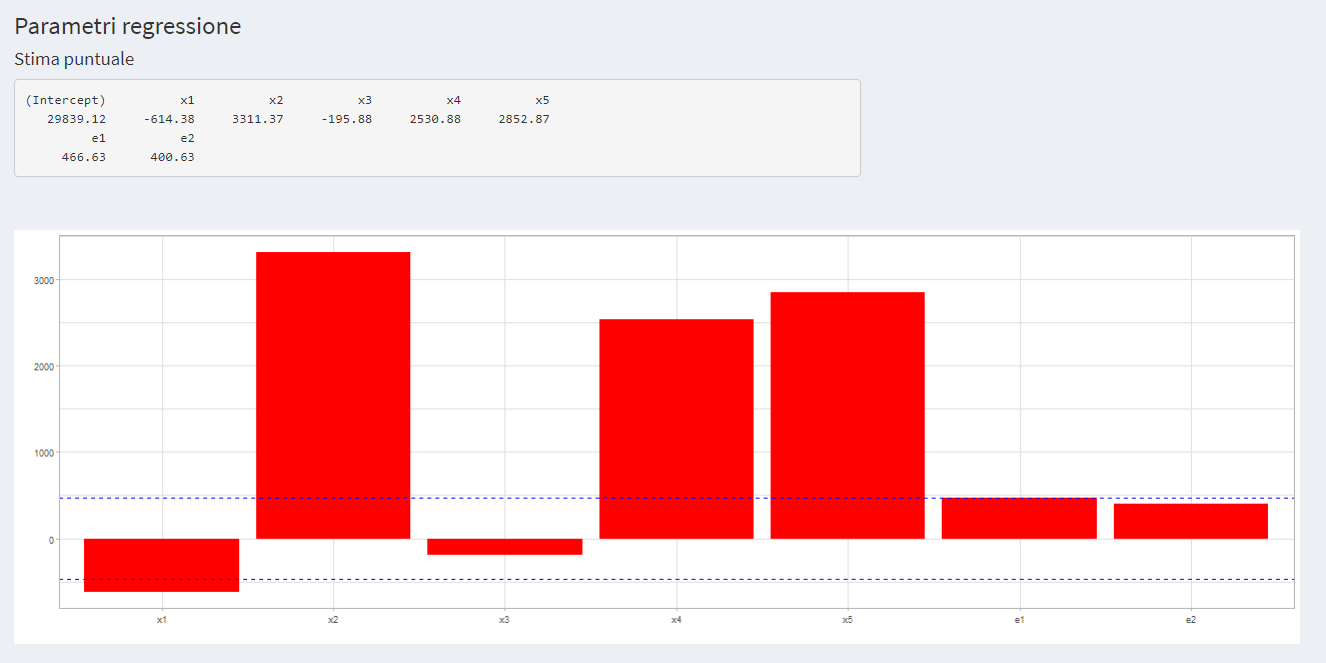 Parametri regressione
Stima puntuale
(Intercept) x1 x2 x3 x4 x5
29839.12 -614.38 3311.37 -195.88 2530.88 2852.87
e1 e2
466.63 400.63
3000
2000
1000
0
x1 x2 x3 x4 x5 e1 e2